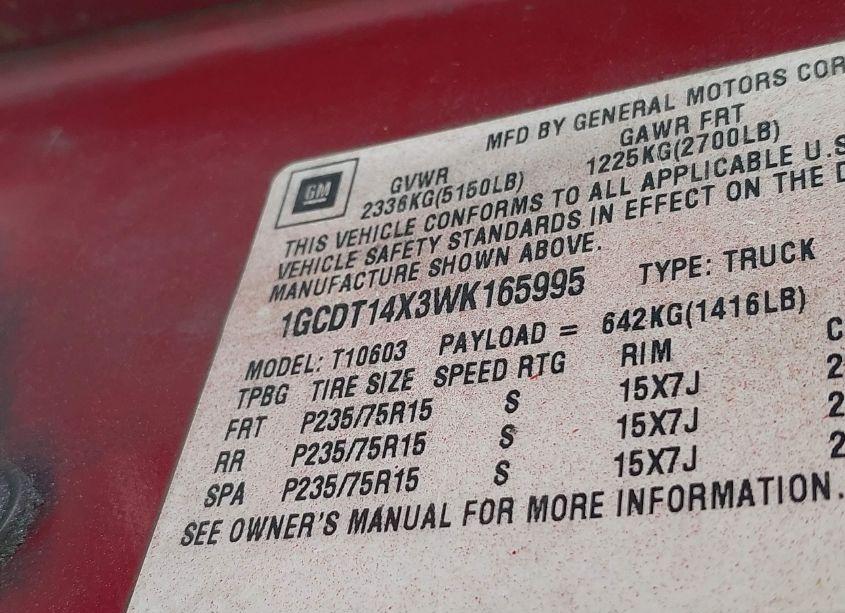 MFD BY GENERAL MOTORS COR
GM
GVWR GAWR FRT
2336KG(5150LB) 1225KG(2700LB)
THIS VEHICLE CONFORMS TO ALL APPLICABLE U.S
VEHICLE SAFETY STANDARDS IN EFFECT ON THE D
MANUFACTURE SHOWN ABOVE.
1GCDT14X3WK165995 TYPE: TRUCK
MODEL: T10603 PAYLOAD = 642KG(1416LB)
TPBG TIRE SIZE SPEED RTG RIM C
FRT P235/75R15 S 15X7J 2
RR P235/75R15 S 15X7J 2
SPA P235/75R15 S 15X7J 2
SEE OWNER'S MANUAL FOR MORE INFORMATION.